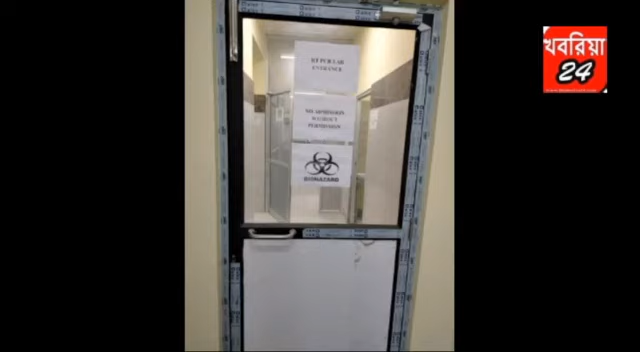 RT PCR LAB
ENTRANCE
NO ADMISSION
WITHOUT
PERMISSION
BIOHAZARD
খবরিয়া
24